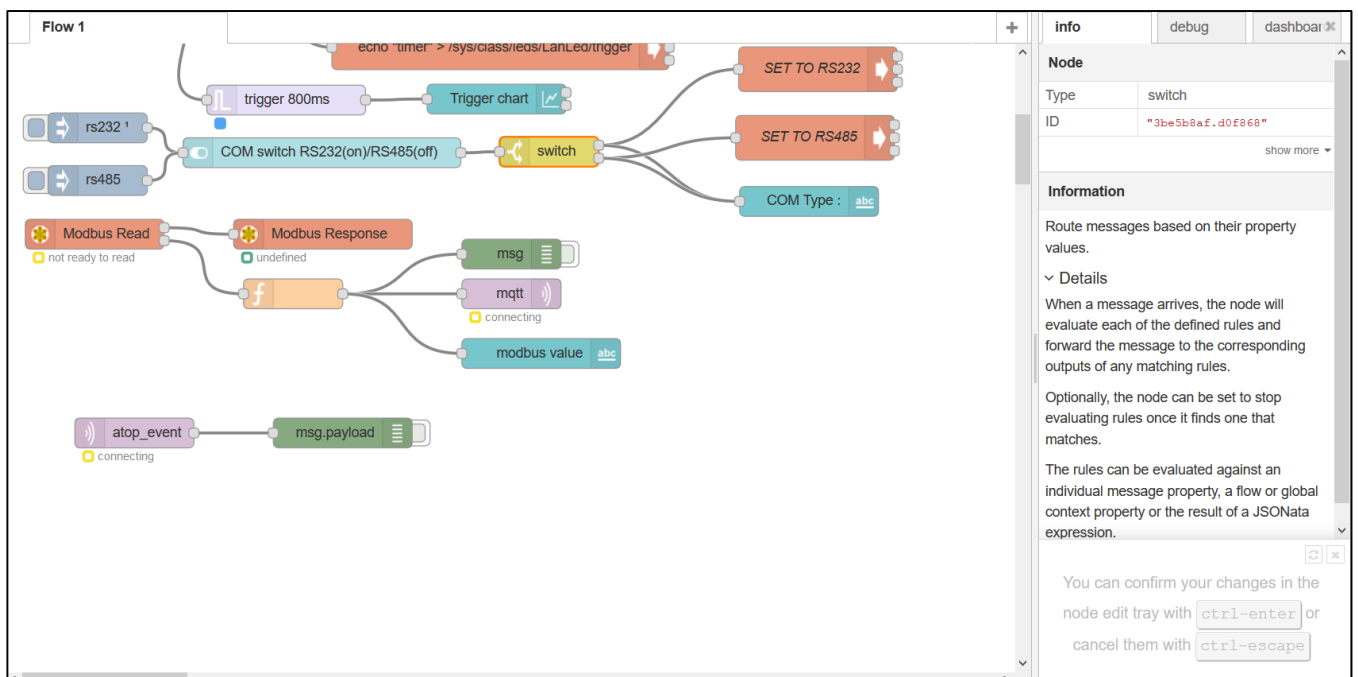 Flow 1
info
debug
dashboar
echo "timer" > /sys/class/leds/LanLed/trigger
SET TO RS232
trigger 800ms
Trigger chart
rs232 ¹
COM switch RS232(on)/RS485(off)
switch
SET TO RS485
rs485
COM Type :
abc
Modbus Read
not ready to read
Modbus Response
undefined
f
msg
mqtt
connecting
modbus value
abc
atop_event
connecting
msg.payload
Node
Type switch
ID "3be5b8af.d0f868"
show more
Information
Route messages based on their property
values.
Details
When a message arrives, the node will
evaluate each of the defined rules and
forward the message to the corresponding
outputs of any matching rules.
Optionally, the node can be set to stop
evaluating rules once it finds one that
matches.
The rules can be evaluated against an
individual message property, a flow or global
context property or the result of a JSONata
expression.
You can confirm your changes in the
node edit tray with ctrl-enter or
cancel them with ctrl-escape